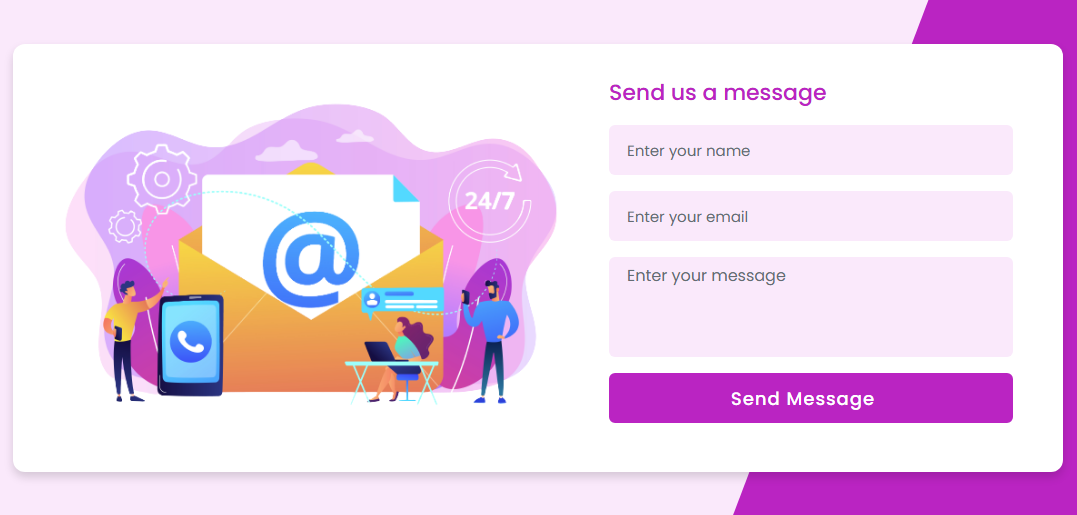 Send us a message
Enter your name
Enter your email
Enter your message
Send Message
24/7
@